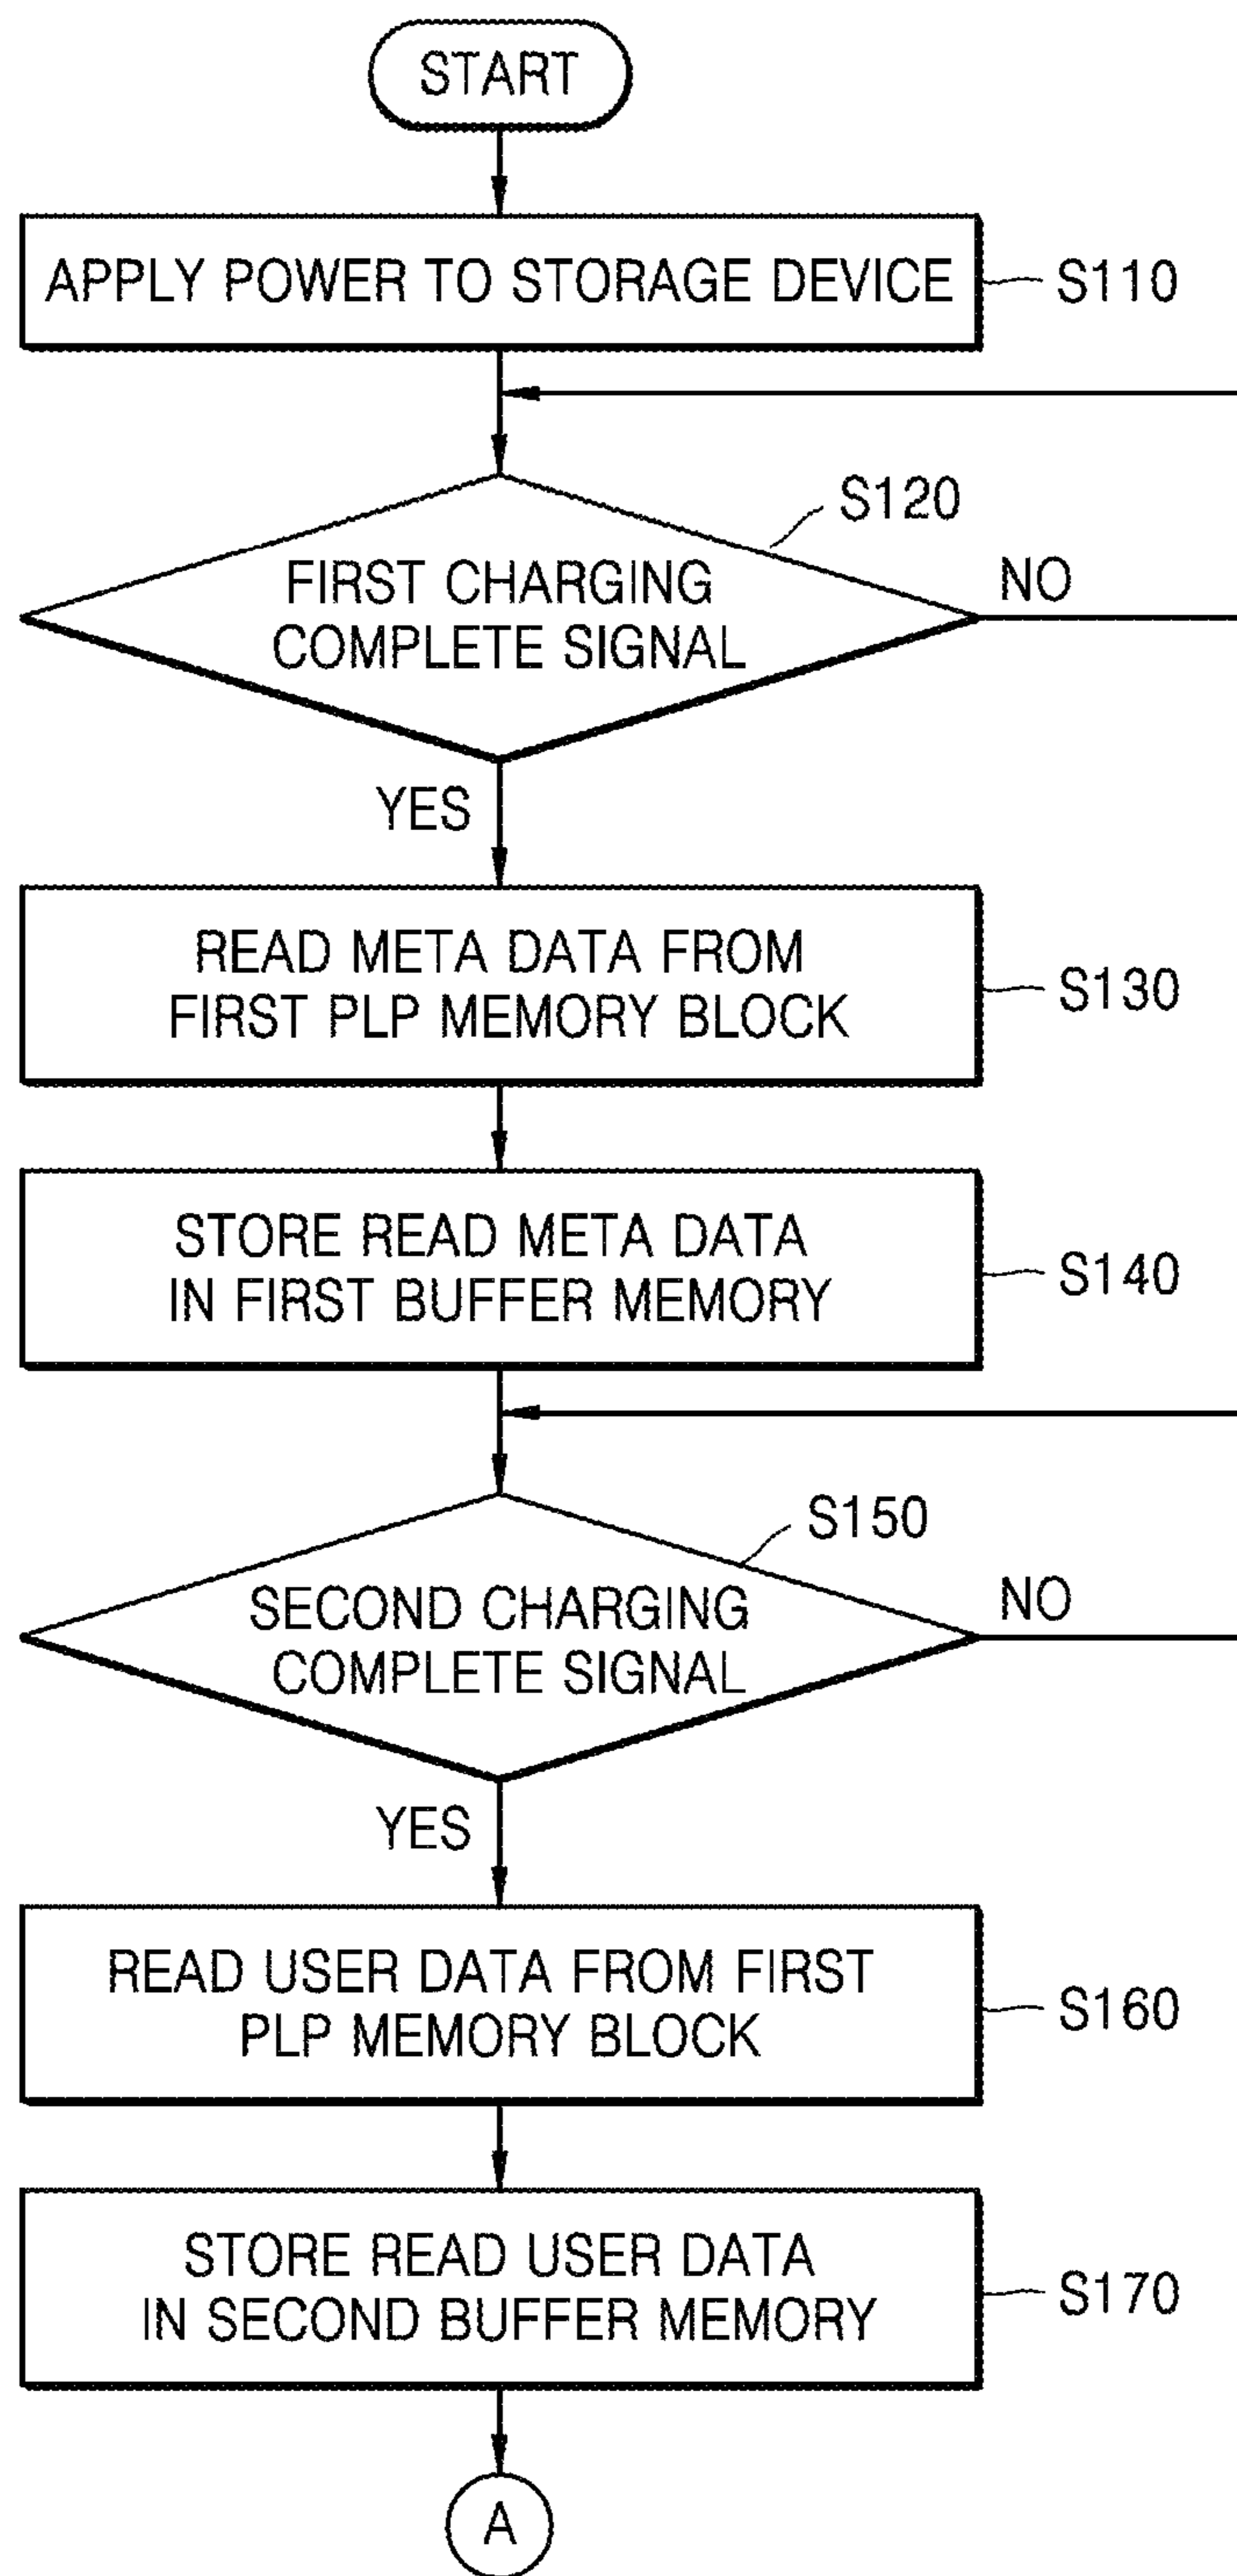 START
APPLY POWER TO STORAGE DEVICE
S110
S120
FIRST CHARGING
COMPLETE SIGNAL
NO
YES
READ META DATA FROM
FIRST PLP MEMORY BLOCK
S130
STORE READ META DATA
IN FIRST BUFFER MEMORY
S140
S150
SECOND CHARGING
COMPLETE SIGNAL
NO
YES
READ USER DATA FROM FIRST
PLP MEMORY BLOCK
S160
STORE READ USER DATA
IN SECOND BUFFER MEMORY
S170
A